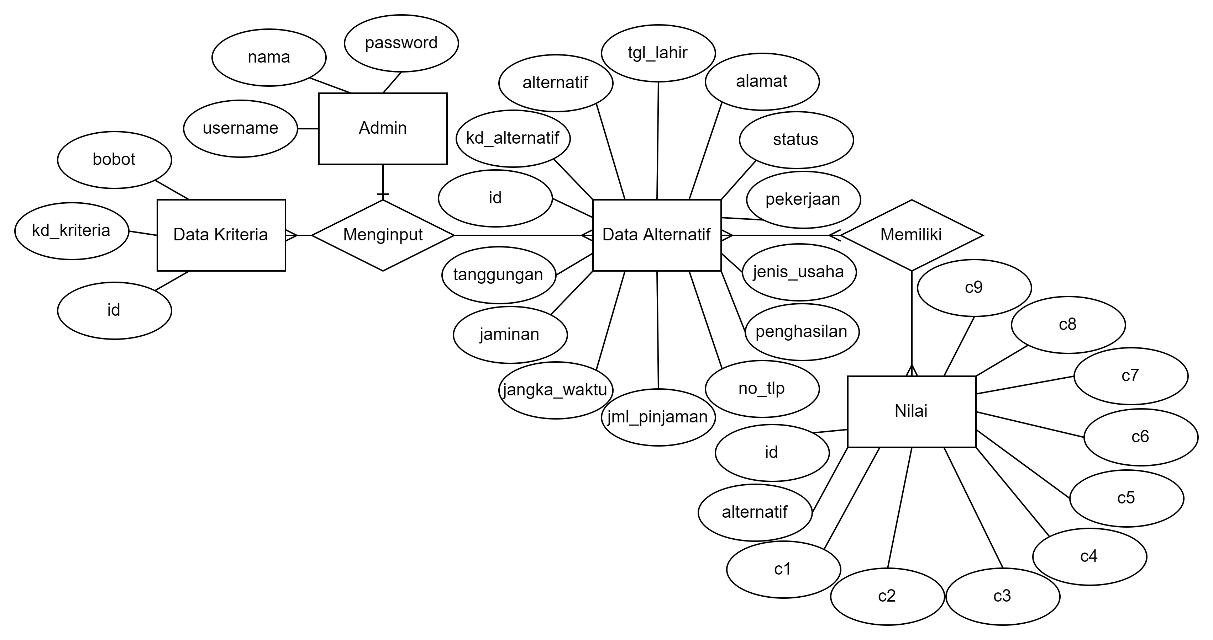 password
nama
tgl_lahir
alternatif
alamat
username
Admin
kd_alternatif
status
bobot
id
pekerjaan
kd_kriteria
Data Kriteria
Menginput
Data Alternatif
Memiliki
tanggungan
jenis_usaha
c9
id
jaminan
penghasilan
c8
jangka_waktu
no_tlp
c7
jml_pinjaman
Nilai
c6
id
c5
alternatif
c4
c1
c2
c3